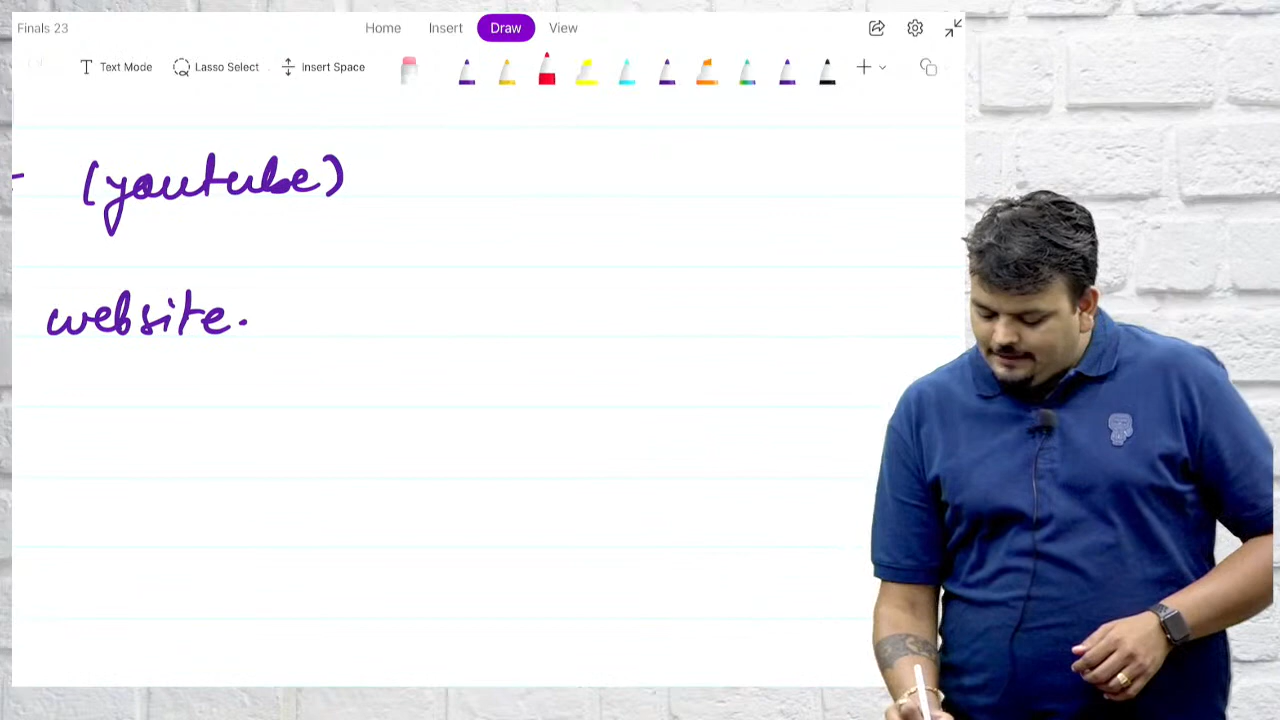 Finals 23
Home Insert Draw View
Text Mode Lasso Select Insert Space
(youtube)
website.